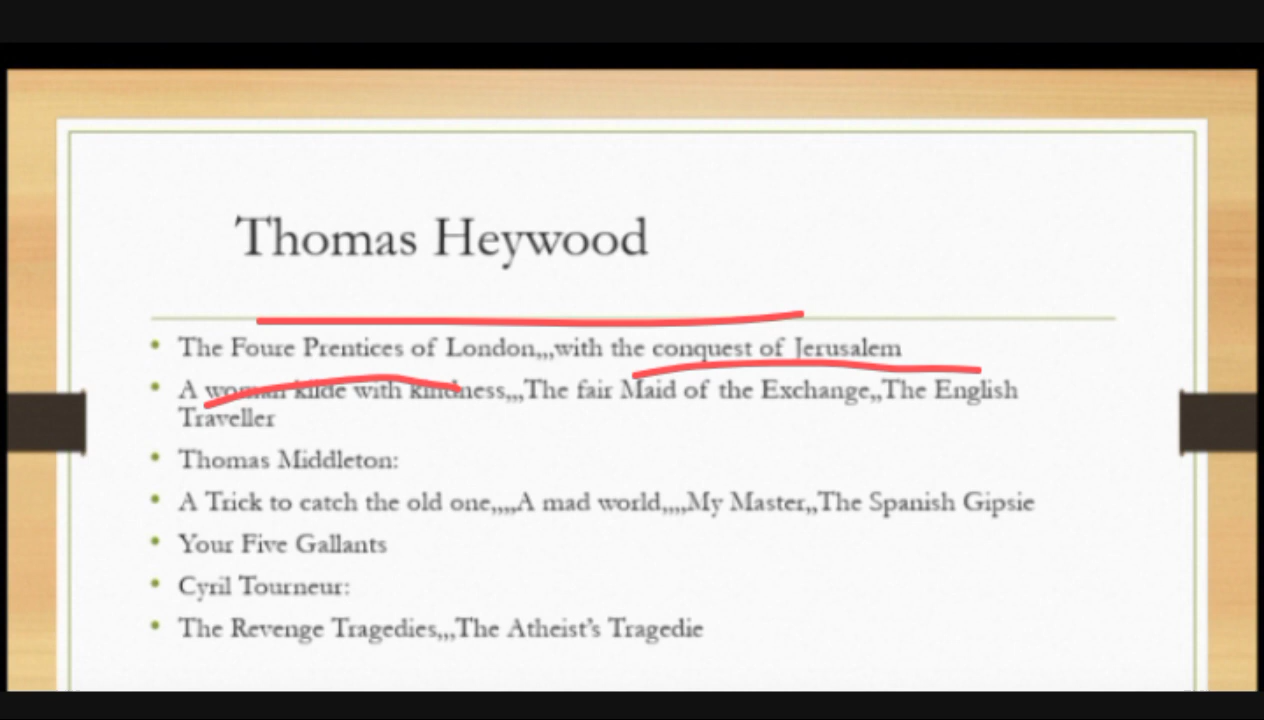 Thomas Heywood
The Foure Prentices of London,,,with the conquest of Jerusalem
A woman kilde with kindness,,,The fair Maid of the Exchange,,The English
Traveller
Thomas Middleton:
A Trick to catch the old one,,,,A mad world,,,,My Master,,The Spanish Gipsie
Your Five Gallants
Cyril Tourneur:
The Revenge Tragedies,,,The Atheist's Tragedie